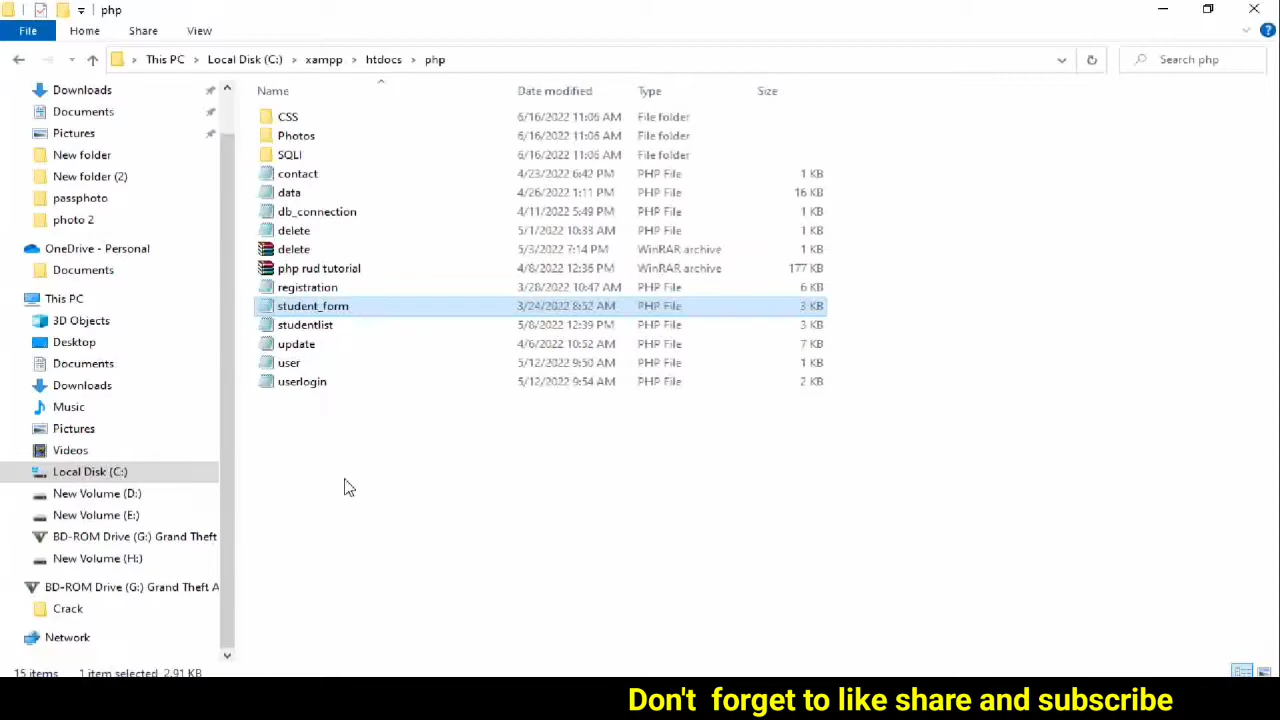 php
File Home Share View
This PC > Local Disk (C:) > xampp > htdocs > php
Search php
Name Date modified Type Size
Downloads
Documents
Pictures
New folder
New folder (2)
passphoto
photo 2
OneDrive - Personal
Documents
This PC
3D Objects
Desktop
Documents
Downloads
Music
Pictures
Videos
Local Disk (C:)
New Volume (D:)
New Volume (E:)
BD-ROM Drive (G:) Grand Theft
New Volume (H:)
BD-ROM Drive (G:) Grand Theft A
Crack
Network
CSS 6/16/2022 11:06 AM File folder
Photos 6/16/2022 11:06 AM File folder
SQLI 6/16/2022 11:06 AM File folder
contact 4/23/2022 6:42 PM PHP File 1 KB
data 4/26/2022 1:11 PM PHP File 16 KB
db_connection 4/11/2022 5:49 PM PHP File 1 KB
delete 5/1/2022 10:33 AM PHP File 1 KB
delete 5/3/2022 7:14 PM WinRAR archive 1 KB
php rud tutorial 4/8/2022 12:36 PM WinRAR archive 177 KB
registration 3/28/2022 10:47 AM PHP File 6 KB
student_form 3/24/2022 8:52 AM PHP File 3 KB
studentlist 5/8/2022 12:39 PM PHP File 3 KB
update 4/6/2022 10:52 AM PHP File 7 KB
user 5/12/2022 9:50 AM PHP File 1 KB
userlogin 5/12/2022 9:54 AM PHP File 2 KB
15 items 1 item selected 2.91 KB
Don't forget to like share and subscribe